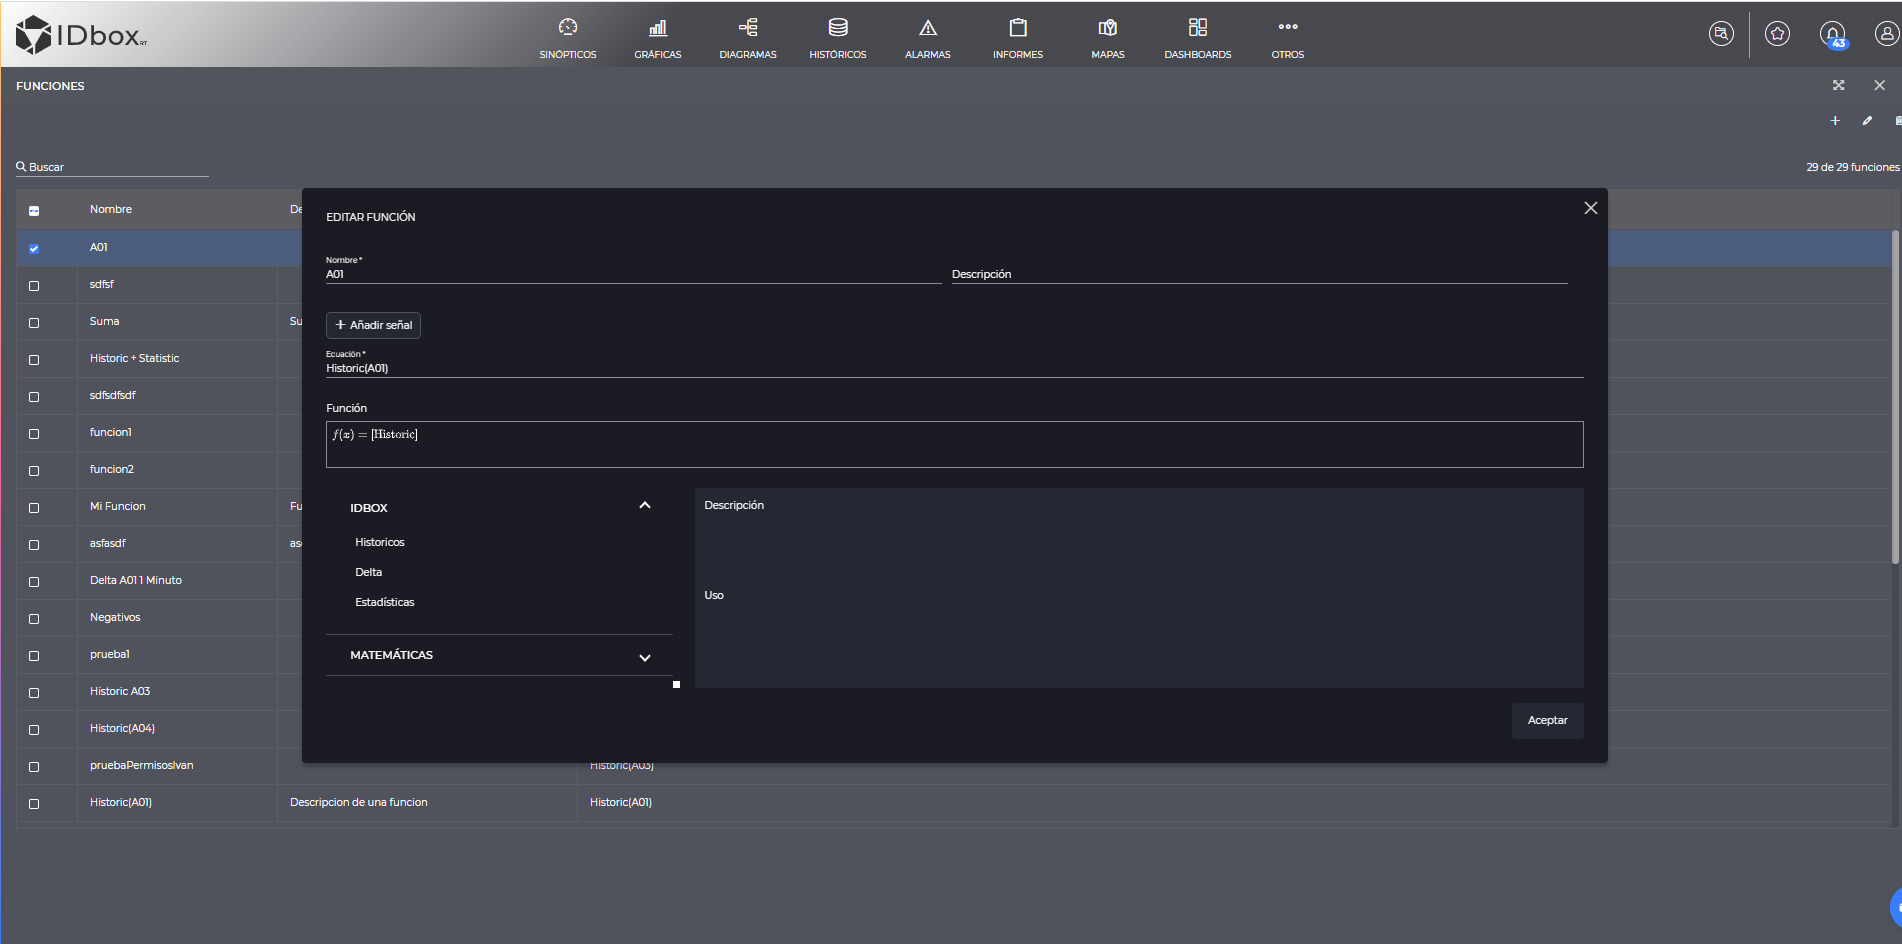 IDbox RT
SINÓPTICOS
GRÁFICAS
DIAGRAMAS
HISTÓRICOS
ALARMAS
INFORMES
MAPAS
DASHBOARDS
OTROS
43
FUNCIONES
Buscar
29 de 29 funciones
Nombre
De
A01
sdfsf
Suma
Su
Historic + Statistic
sdfsdfsdf
funcion1
funcion2
Mi Funcion
Fu
asfasdf
as
Delta A01 1 Minuto
Negativos
prueba1
Historic A03
Historic(A04)
pruebaPermisosIvan
Historic(A03)
Historic(A01)
Descripcion de una funcion
Historic(A01)
EDITAR FUNCIÓN
Nombre *
A01
Descripción
+ Añadir señal
Ecuación *
Historic(A01)
Función
f(x) = [Historic]
IDBOX
Historicos
Delta
Estadísticas
MATEMÁTICAS
Descripción
Uso
Aceptar